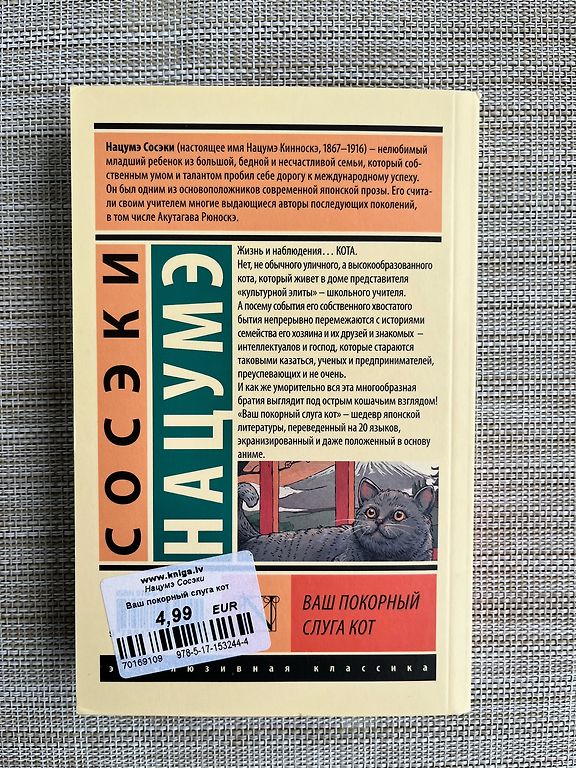 Нацумэ Сосэки (настоящее имя Нацумэ Кинноскэ, 1867–1916) – нелюбимый
младший ребенок из большой, бедной и несчастливой семьи, который соб-
ственным умом и талантом пробил себе дорогу к международному успеху.
Он был одним из основоположников современной японской прозы. Его счита-
ли своим учителем многие выдающиеся авторы последующих поколений,
в том числе Акутагава Рюноскэ.
СОСЭКИ
НАЦУМЭ
Жизнь и наблюдения... КОТА.
Нет, не обычного уличного, а высокообразованного
кота, который живет в доме представителя
«культурной элиты» – школьного учителя.
А посему события его собственного хвостатого
бытия непрерывно перемежаются с историями
семейства его хозяина и их друзей и знакомых –
интеллектуалов и господ, которые стараются
таковыми казаться, ученых и предпринимателей,
преуспевающих и не очень.
И как же уморительно вся эта многообразная
братия выглядит под острым кошачьим взглядом!
«Ваш покорный слуга кот» – шедевр японской
литературы, переведенный на 20 языков,
экранизированный и даже положенный в основу
аниме.
www.kniga.lv
Нацумэ Сосэки
Ваш покорный слуга кот
4,99 EUR
70169109 978-5-17-153244-4
ВАШ ПОКОРНЫЙ
СЛУГА КОТ
классика